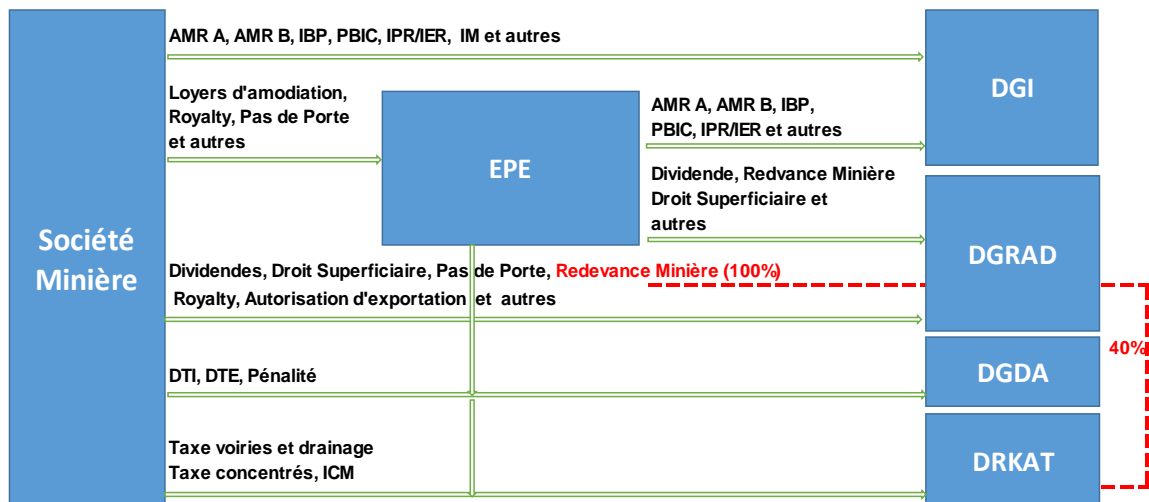 AMR A, AMR B, IBP, PBIC, IPR/IER, IM et autres
DGI
Loyers d'amodiation,
Royalty, Pas de Porte
et autres
EPE
AMR A, AMR B, IBP,
PBIC, IPR/IER et autres
Dividende, Redvance Minière
Droit Superficiaire et
autres
Société
Minière
DGRAD
Dividendes, Droit Superficiaire, Pas de Porte, Redevance Minière (100%)
Royalty, Autorisation d'exportation et autres
40%
DTI, DTE, Pénalité
DGDA
Taxe voiries et drainage
Taxe concentrés, ICM
DRKAT